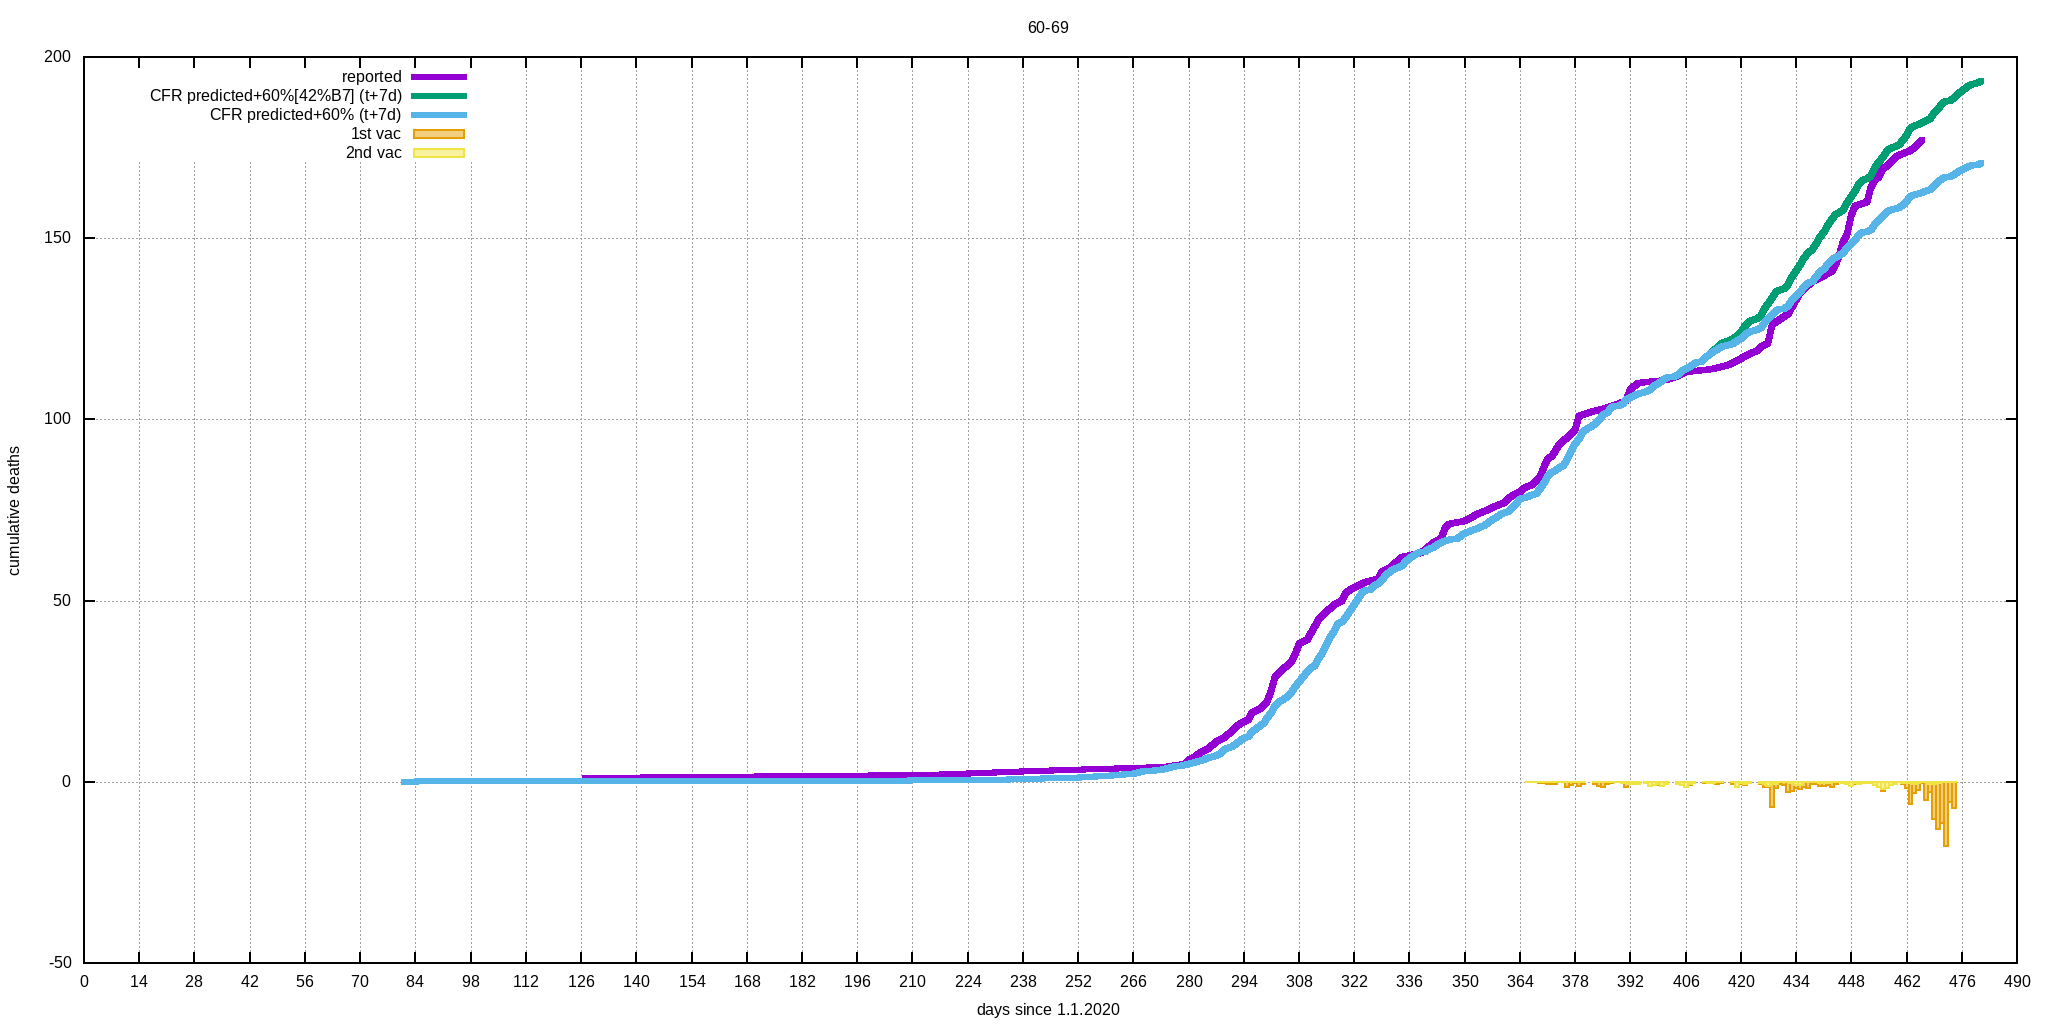 60-69
200
150
100
50
0
-50
cumulative deaths
reported
CFR predicted+60%[42%B7] (t+7d)
CFR predicted+60% (t+7d)
1st vac
2nd vac
0 14 28 42 56 70 84 98 112 126 140 154 168 182 196 210 224 238 252 266 280 294 308 322 336 350 364 378 392 406 420 434 448 462 476 490
days since 1.1.2020